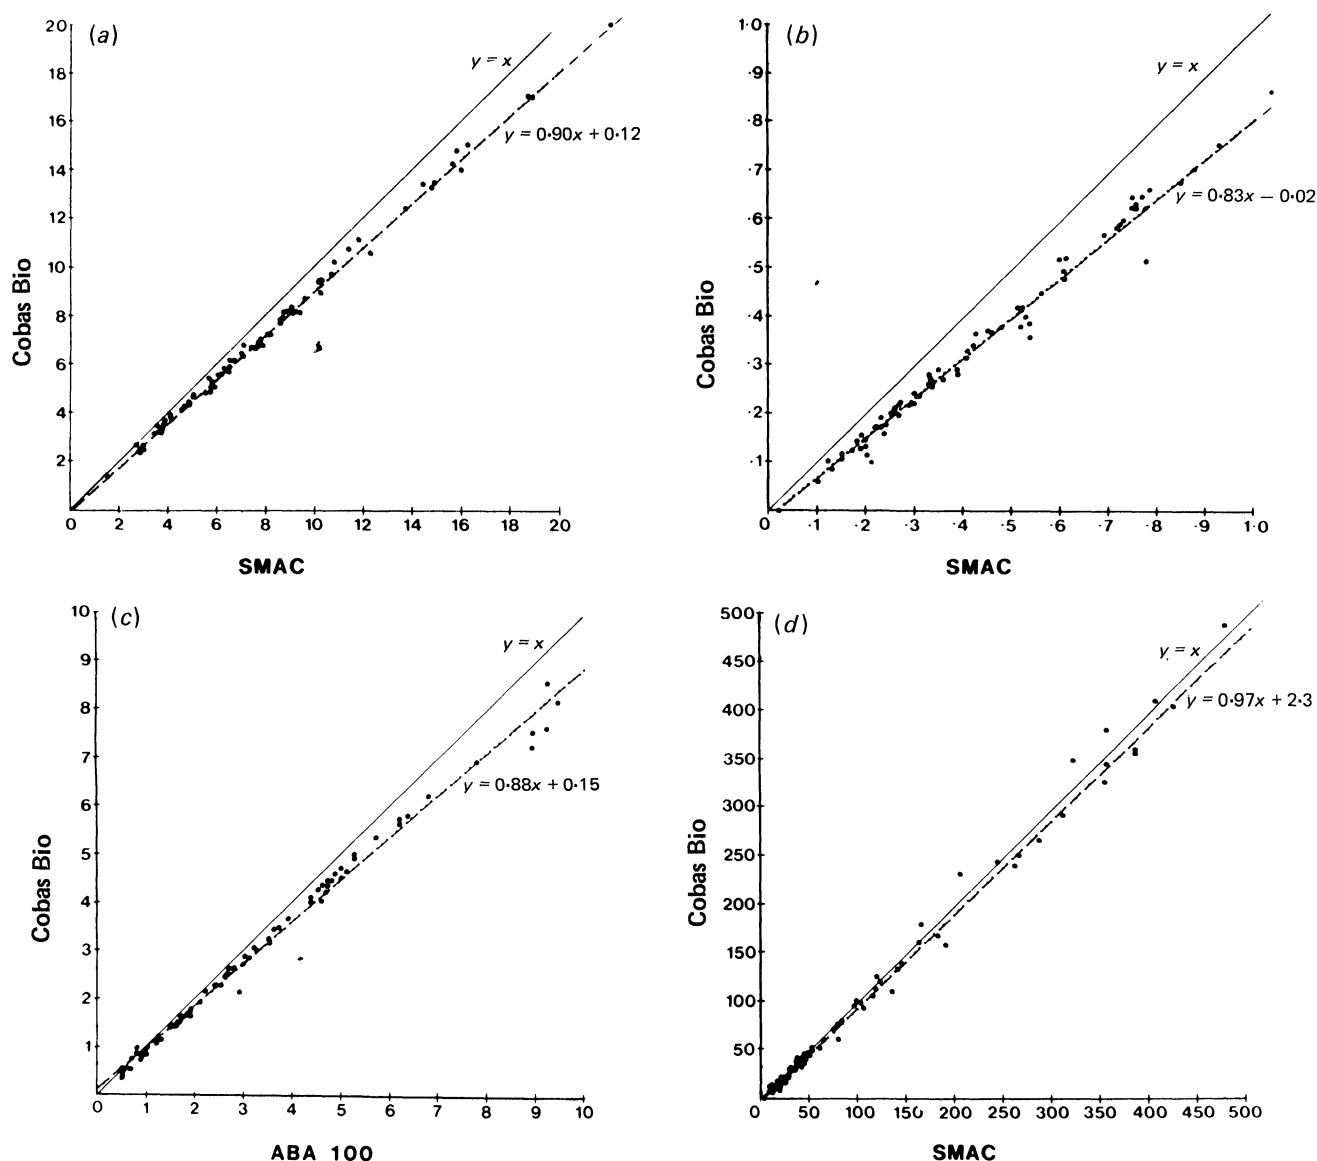 (a)
20
18
16
14
12
10
8
6
4
2
y = x
y = 0·90x + 0·12
Cobas Bio
0 2 4 6 8 10 12 14 16 18 20
SMAC
(b)
1·0
·9
·8
·7
·6
·5
·4
·3
·2
·1
y = x
y = 0·83x − 0·02
Cobas Bio
0 ·1 ·2 ·3 ·4 ·5 ·6 ·7 ·8 ·9 1·0
SMAC
(c)
10
9
8
7
6
5
4
3
2
1
y = x
y = 0·88x + 0·15
Cobas Bio
0 1 2 3 4 5 6 7 8 9 10
ABA 100
(d)
500
450
400
350
300
250
200
150
100
50
y = x
y = 0·97x + 2·3
Cobas Bio
0 50 100 150 200 250 300 350 400 450 500
SMAC